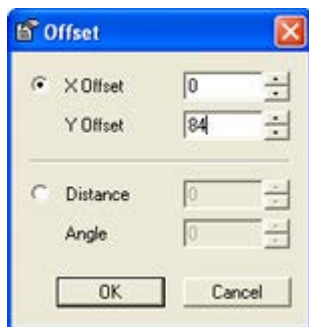 Offset
X Offset 0
Y Offset 84
Distance 0
Angle 0
OK Cancel